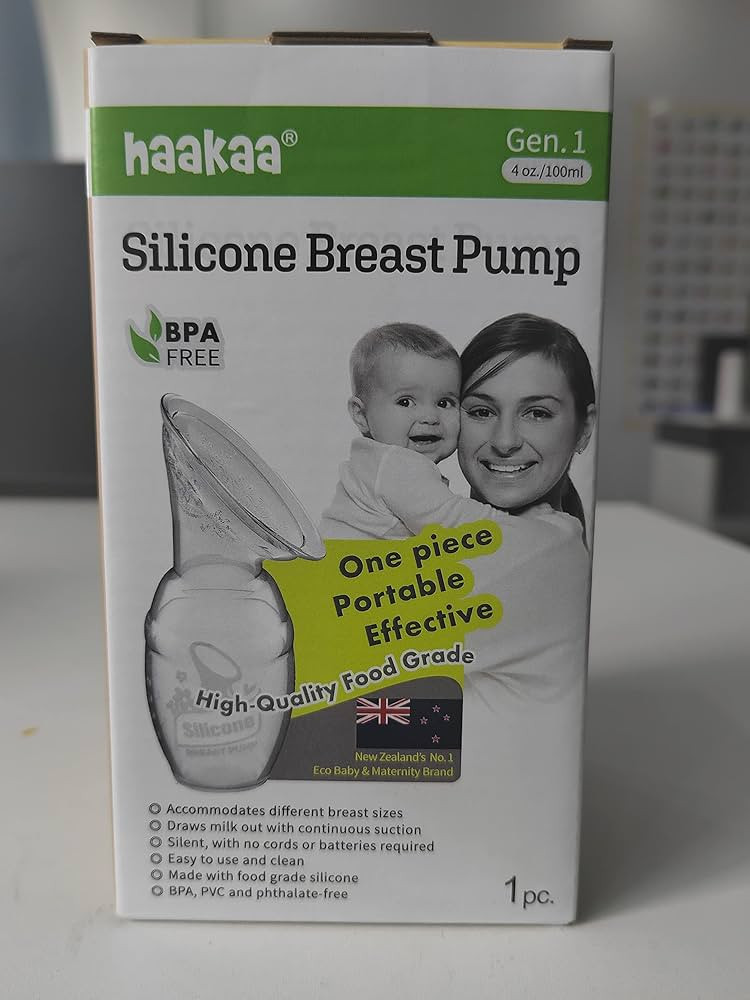 haakaa®
Gen. 1
4 oz./100ml
Silicone Breast Pump
BPA
FREE
One piece
Portable
Effective
High-Quality Food Grade
Silicone
BREAST PUMP
New Zealand's No.1
Eco Baby & Maternity Brand
Accommodates different breast sizes
Draws milk out with continuous suction
Silent, with no cords or batteries required
Easy to use and clean
Made with food grade silicone
BPA, PVC and phthalate-free
1 pc.